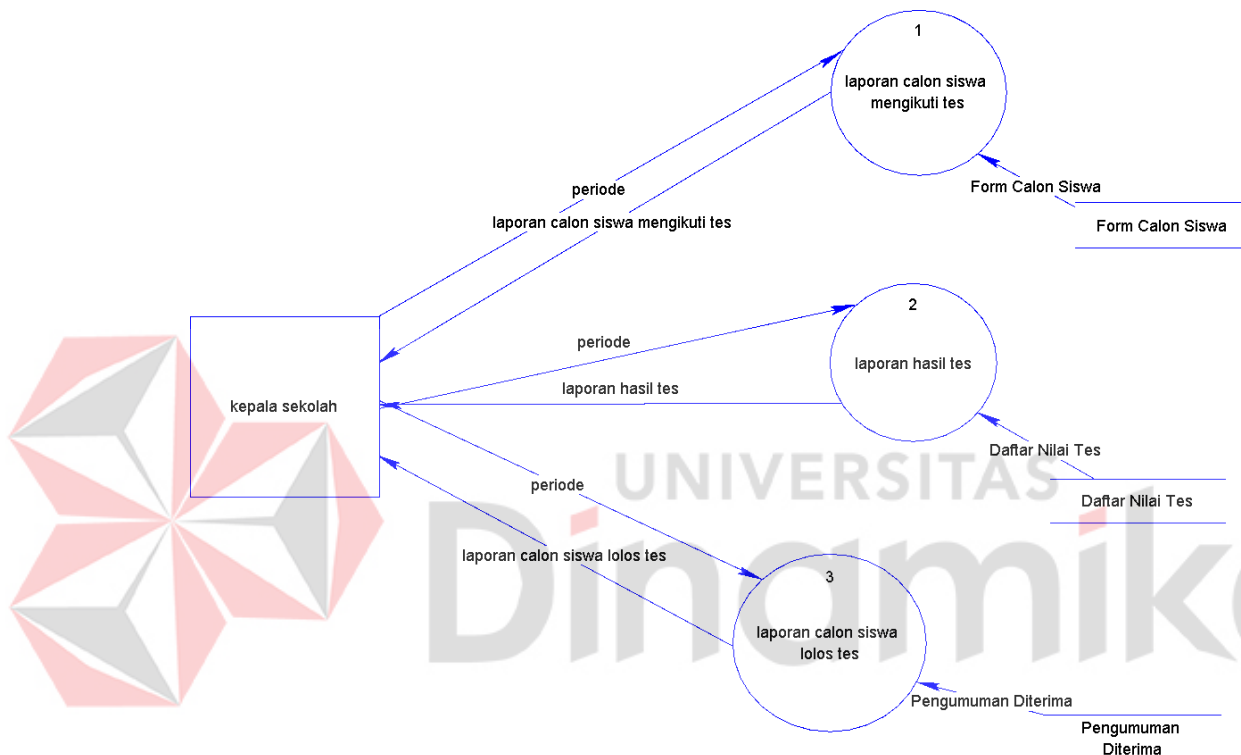 1
laporan calon siswa
mengikuti tes
periode
laporan calon siswa mengikuti tes
Form Calon Siswa
Form Calon Siswa
2
laporan hasil tes
periode
laporan hasil tes
kepala sekolah
Daftar Nilai Tes
Daftar Nilai Tes
UNIVERSITAS
Dinamika
periode
laporan calon siswa lolos tes
3
laporan calon siswa
lolos tes
Pengumuman Diterima
Pengumuman
Diterima